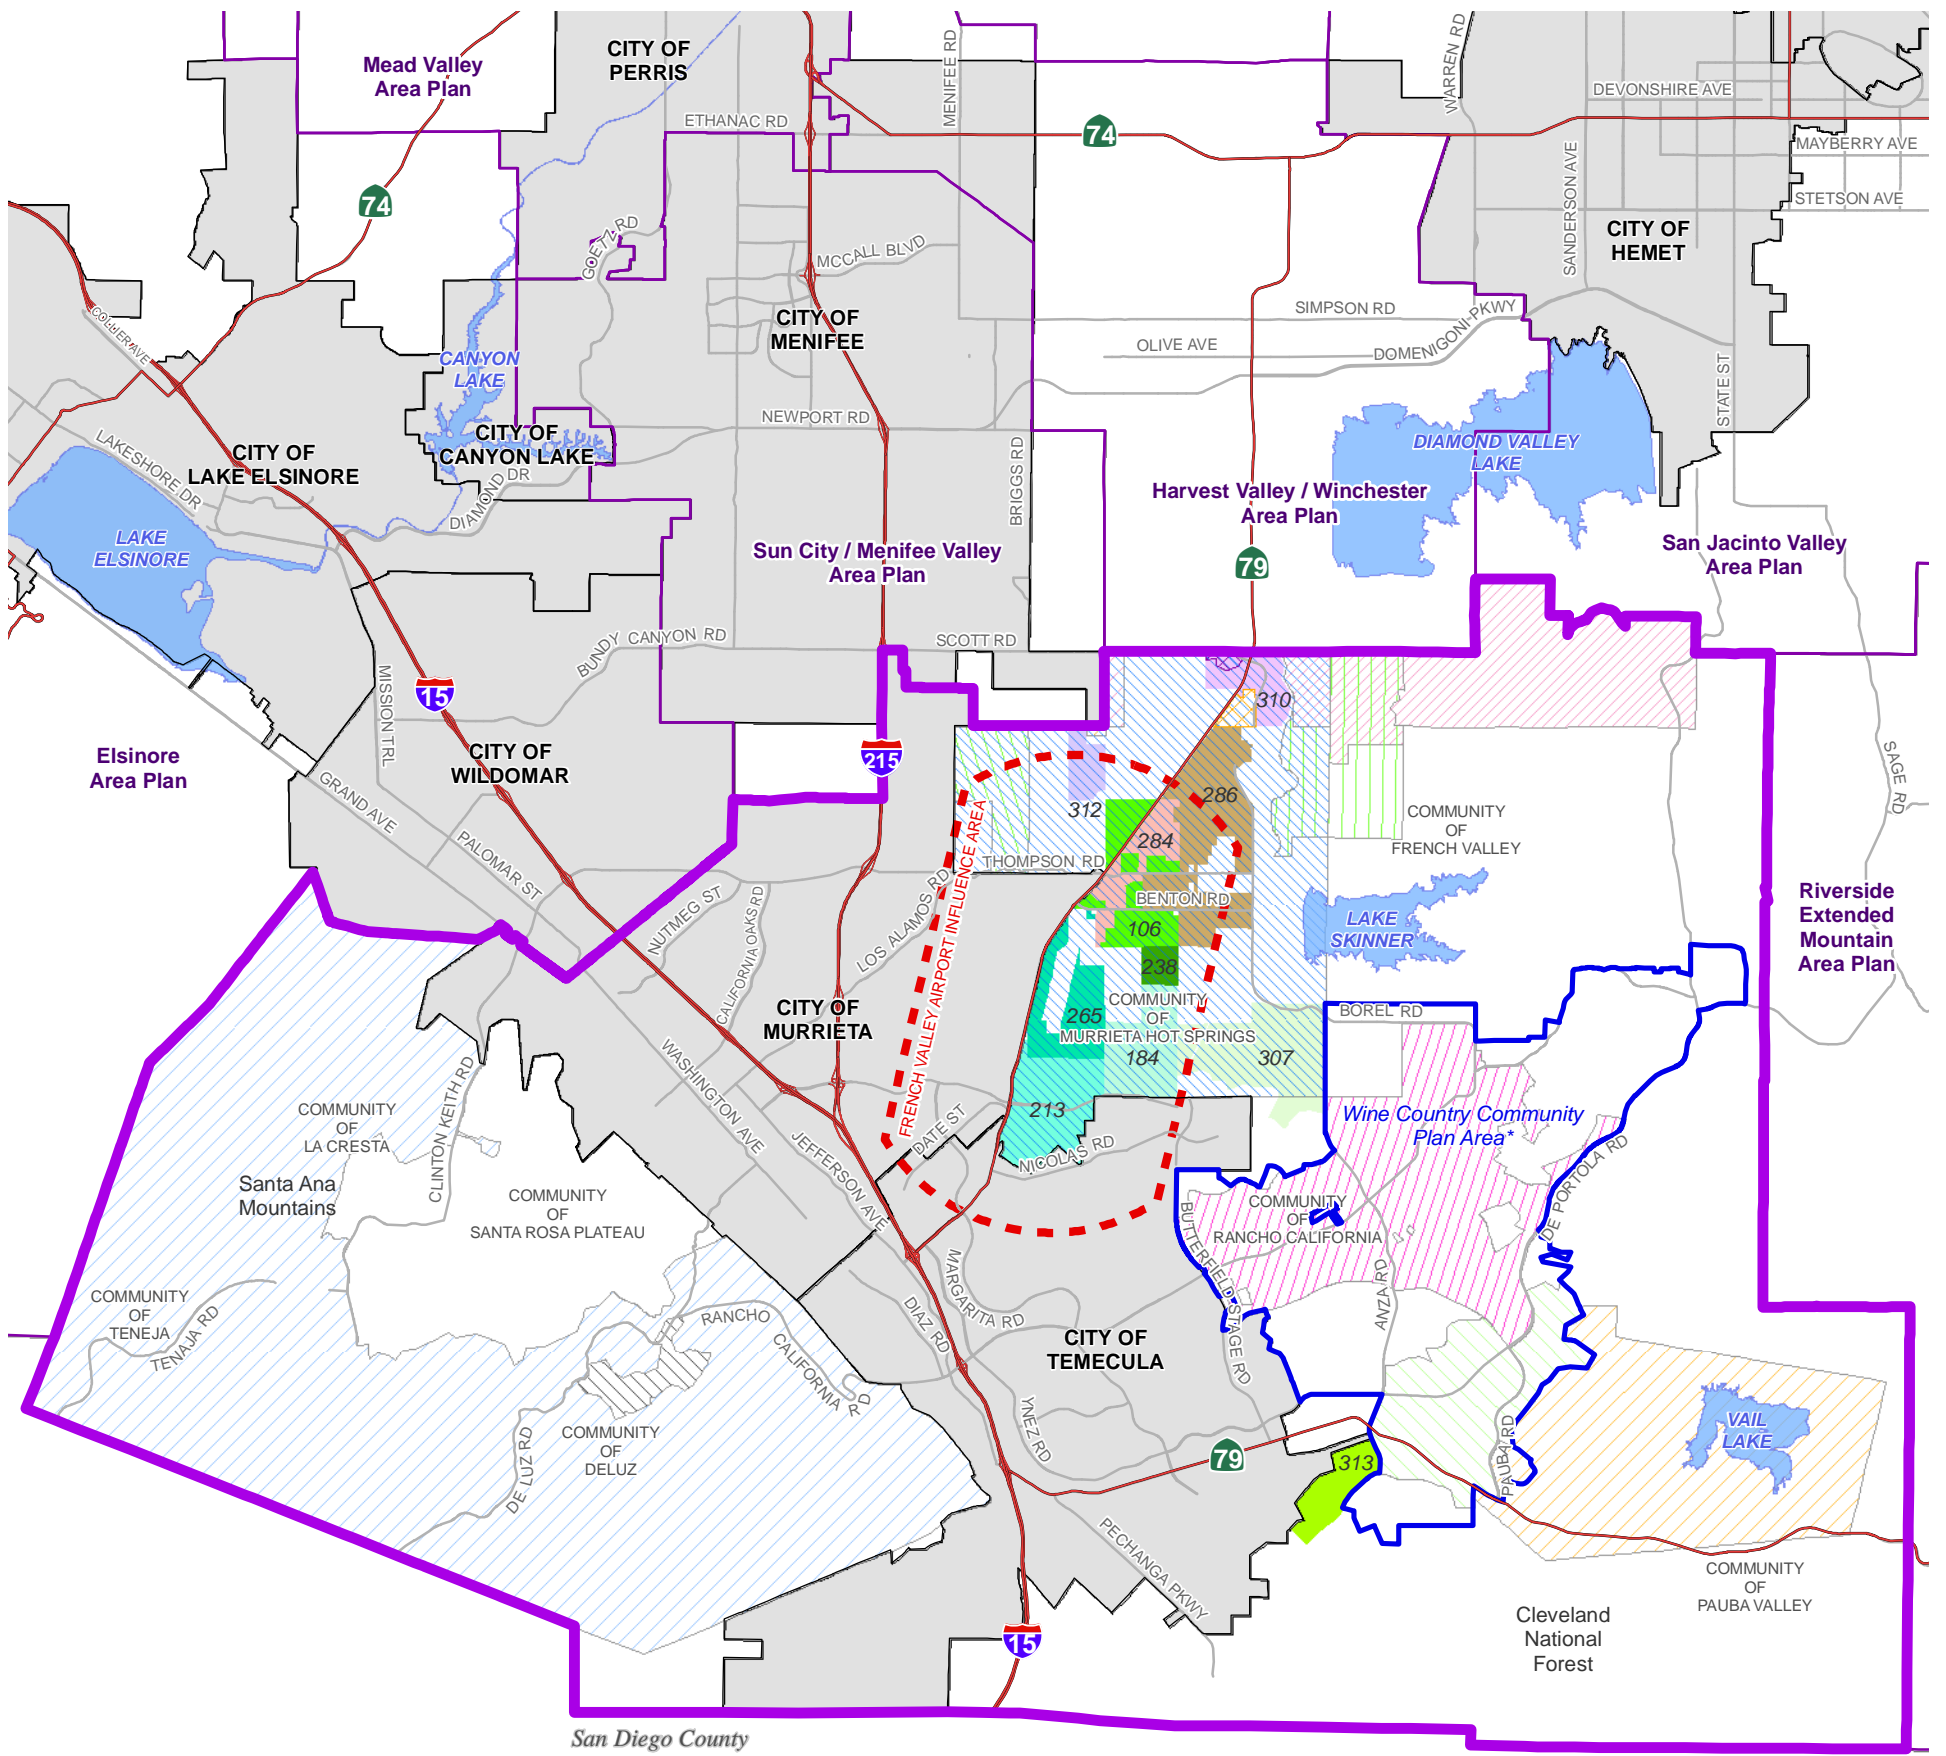 CITY OF
PERRIS
Mead Valley
Area Plan
MENIFEE RD
WARREN RD
DEVONSHIRE AVE
ETHANAC RD
74
MAYBERRY AVE
74
SANDERSON AVE
STETSON AVE
GOETZ RD
CITY OF
HEMET
MCCALL BLVD
COLLIER AVE
CITY OF
MENIFEE
SIMPSON RD
DOMENIGONI PKWY
OLIVE AVE
CANYON
LAKE
STATE ST
NEWPORT RD
LAKESHORE DR
CITY OF
LAKE ELSINORE
CITY OF
CANYON LAKE
DIAMOND DR
BRIGGS RD
DIAMOND VALLEY
LAKE
Harvest Valley / Winchester
Area Plan
LAKE
ELSINORE
Sun City / Menifee Valley
Area Plan
79
San Jacinto Valley
Area Plan
BUNDY CANYON RD
SCOTT RD
MISSION TRL
15
310
Elsinore
Area Plan
CITY OF
WILDOMAR
215
SAGE RD
GRAND AVE
312
286
COMMUNITY
OF
FRENCH VALLEY
284
PALOMAR ST
THOMPSON RD
FRENCH VALLEY AIRPORT INFLUENCE AREA
NUTMEG ST
CALIFORNIA OAKS RD
LOS ALAMOS RD
BENTON RD
106
LAKE
SKINNER
Riverside
Extended
Mountain
Area Plan
238
CITY OF
MURRIETA
COMMUNITY
OF
MURRIETA HOT SPRINGS
265
184
307
BOREL RD
WASHINGTON AVE
CLINTON KEITH RD
COMMUNITY
OF
LA CRESTA
213
DATE ST
NICOLAS RD
Wine Country Community
Plan Area*
JEFFERSON AVE
DE PORTOLA RD
Santa Ana
Mountains
COMMUNITY
OF
SANTA ROSA PLATEAU
BUTTERFIELD STAGE RD
COMMUNITY
OF
RANCHO CALIFORNIA
ANZA RD
COMMUNITY
OF
TENEJA
TENAJA RD
RANCHO CALIFORNIA RD
DIAZ RD
MARGARITA RD
CITY OF
TEMECULA
YNEZ RD
COMMUNITY
OF
DELUZ
DE LUZ RD
79
313
PAUBA RD
VAIL
LAKE
PECHANGA PKWY
COMMUNITY
OF
PAUBA VALLEY
Cleveland
National
Forest
15
San Diego County